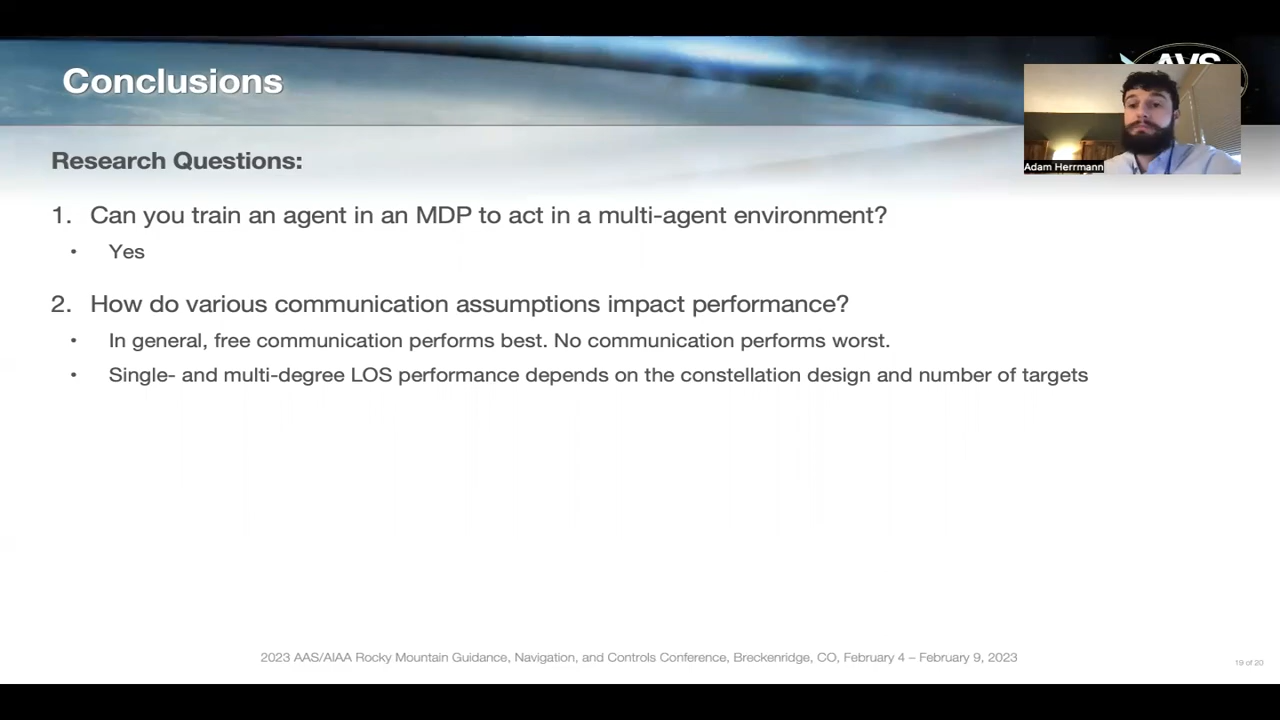 Conclusions
AVS
Adam Herrmann
Research Questions:
1. Can you train an agent in an MDP to act in a multi-agent environment?
• Yes
2. How do various communication assumptions impact performance?
• In general, free communication performs best. No communication performs worst.
• Single- and multi-degree LOS performance depends on the constellation design and number of targets
2023 AAS/AIAA Rocky Mountain Guidance, Navigation, and Controls Conference, Breckenridge, CO, February 4 – February 9, 2023
19 of 20